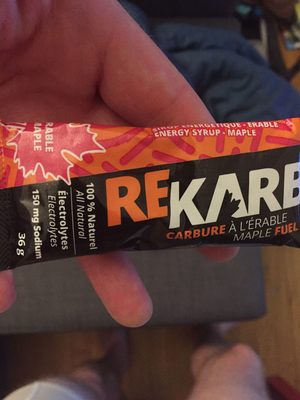 SIROP ÉNERGÉTIQUE - ÉRABLE
ENERGY SYRUP - MAPLE
ÉRABLE
MAPLE
100 % Naturel
All Natural
Électrolytes
Electrolytes
150 mg Sodium
36 g
REKARB
CARBURE À L'ÉRABLE
MAPLE FUEL